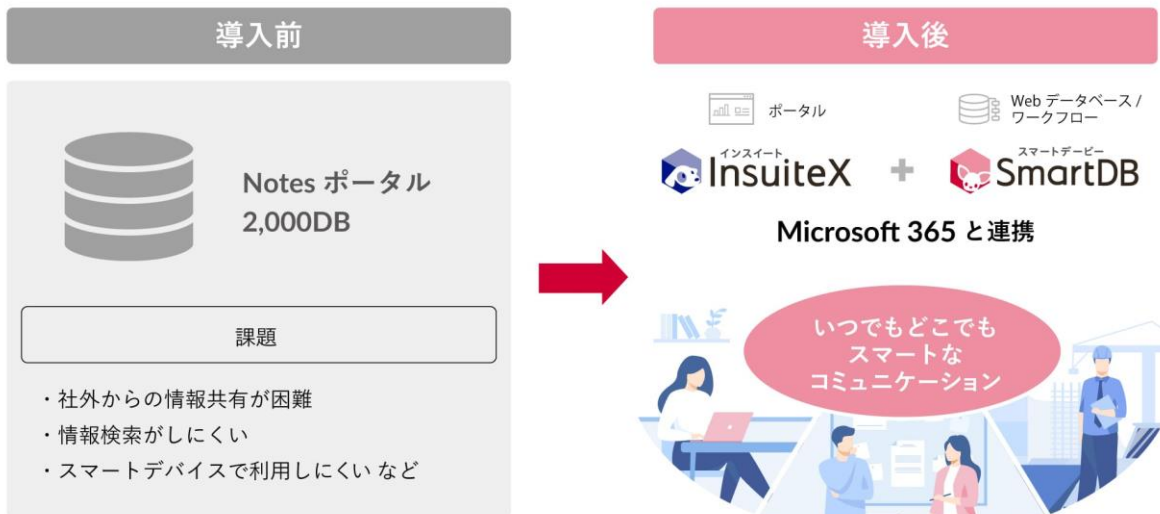 導入前
Notes ポータル
2,000DB
課題
・社外からの情報共有が困難
・情報検索がしにくい
・スマートデバイスで利用しにくい など
導入後
ポータル
Web データベース /
ワークフロー
インスイート
InsuiteX
+
スマートデービー
SmartDB
Microsoft 365 と連携
いつでもどこでも
スマートな
コミュニケーション